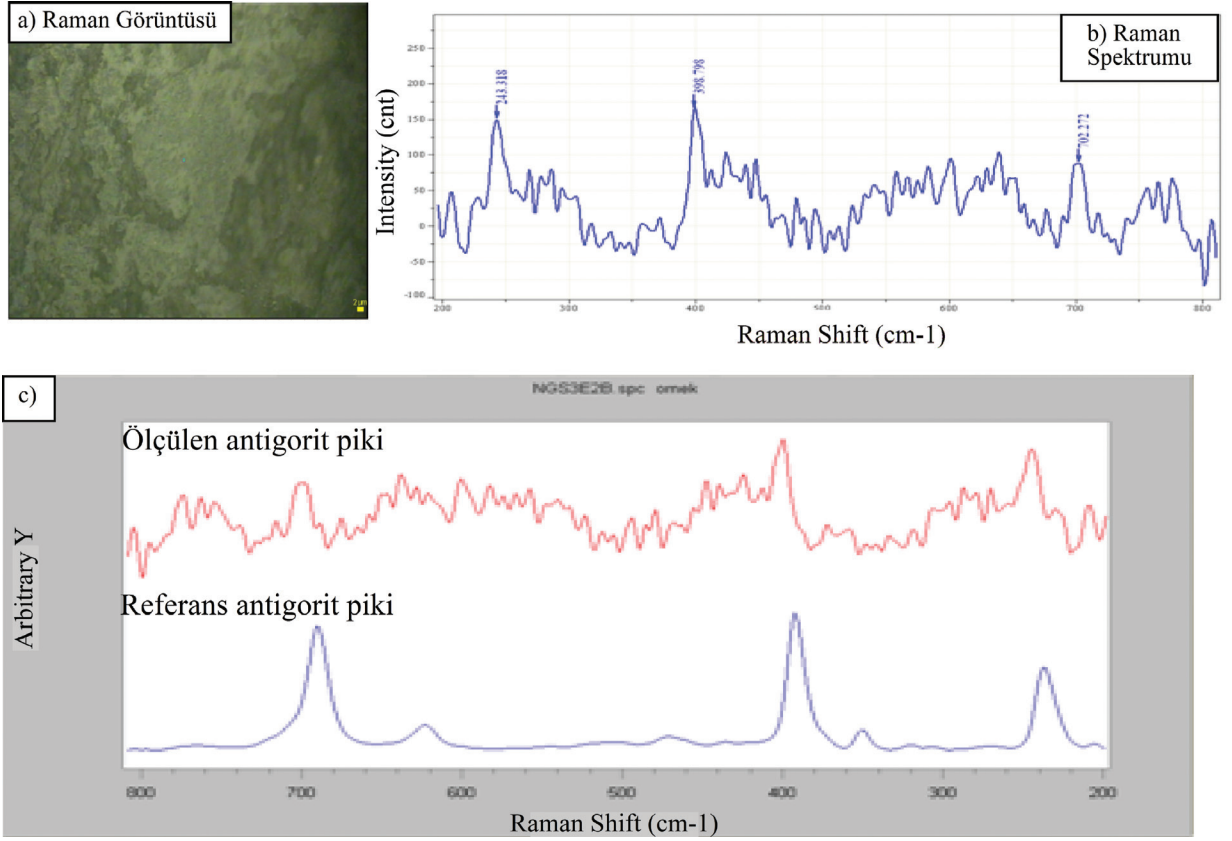 a) Raman Görüntüsü
2 µm
b) Raman
Spektrumu
Intensity (cnt)
250
200
150
100
50
0
-50
-100
243.318
398.798
702.272
200
300
400
500
600
700
800
Raman Shift (cm-1)
c)
NGS3E2B.spc ornek
Ölçülen antigorit piki
Referans antigorit piki
Arbitrary Y
800
700
600
500
400
300
200
Raman Shift (cm-1)